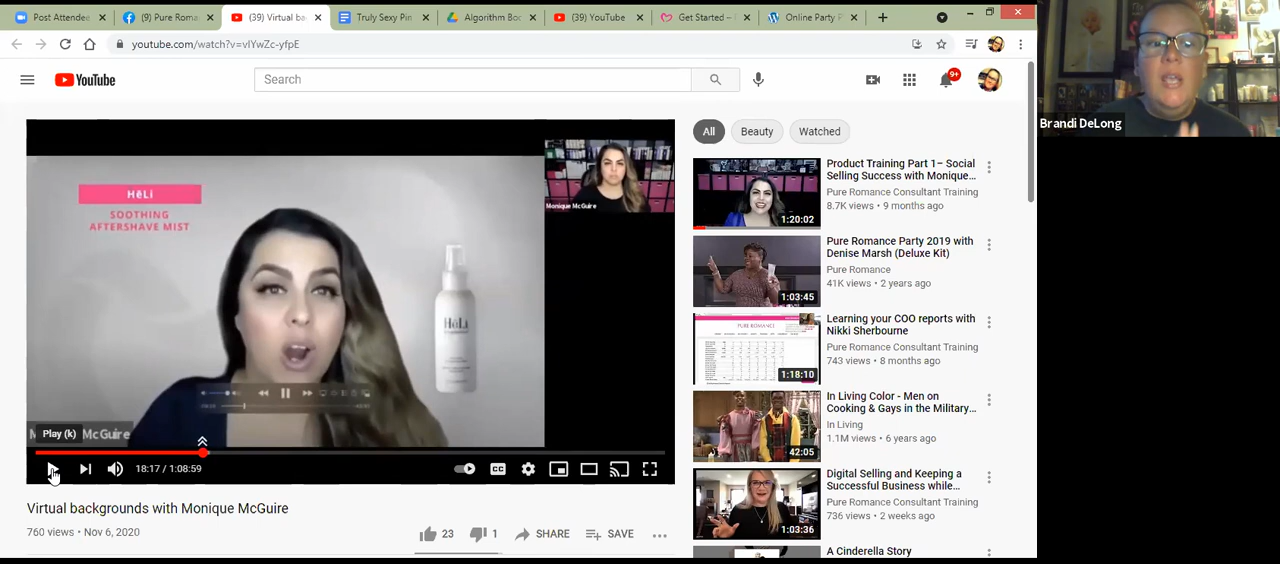 Post Attendee
(9) Pure Roma
(39) Virtual ba
Truly Sexy Pin
Algorithm Boo
(39) YouTube
Get Started –
Online Party P
youtube.com/watch?v=vIYwZc-yfpE
YouTube
Search
9+
Brandi DeLong
HēLi
SOOTHING
AFTERSHAVE MIST
HēLi
Monique McGuire
McGuire
Play (k)
18:17 / 1:08:59
CC
Virtual backgrounds with Monique McGuire
760 views • Nov 6, 2020
23
1
SHARE
SAVE
All
Beauty
Watched
1:20:02
Product Training Part 1– Social
Selling Success with Monique...
Pure Romance Consultant Training
8.7K views • 9 months ago
1:03:45
Pure Romance Party 2019 with
Denise Marsh (Deluxe Kit)
Pure Romance
41K views • 2 years ago
PURE ROMANCE
1:18:10
Learning your COO reports with
Nikki Sherbourne
Pure Romance Consultant Training
743 views • 8 months ago
42:05
In Living Color - Men on
Cooking & Gays in the Military...
In Living
1.1M views • 6 years ago
1:03:36
Digital Selling and Keeping a
Successful Business while...
Pure Romance Consultant Training
736 views • 2 weeks ago
A Cinderella Story